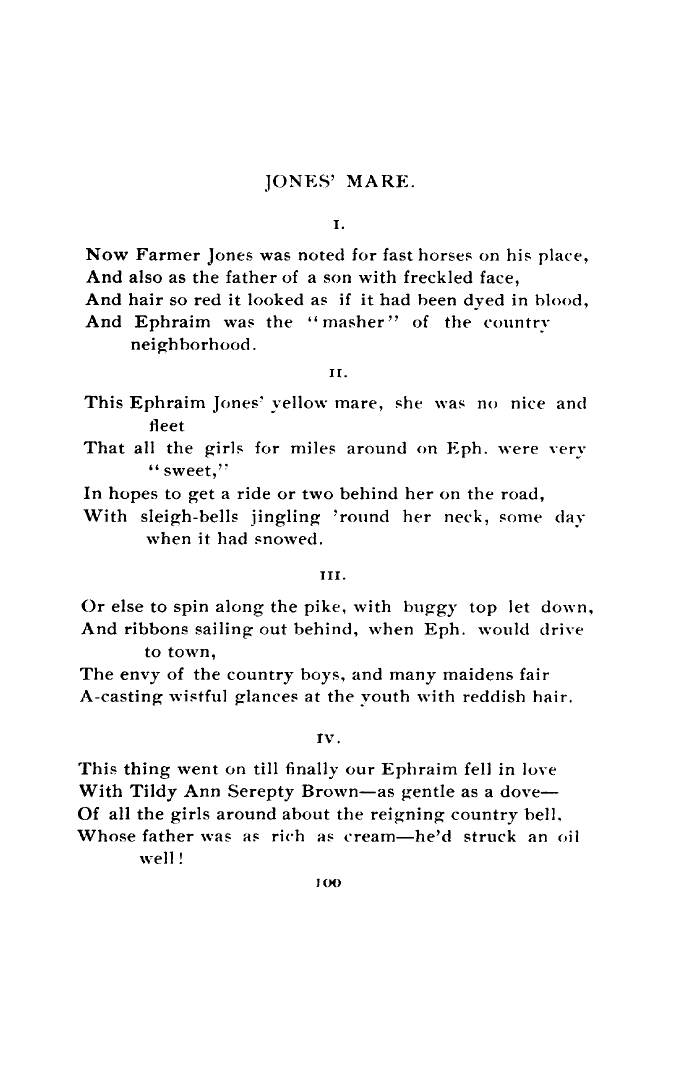 JONES' MARE.
I.
Now Farmer Jones was noted for fast horses on his place,
And also as the father of a son with freckled face,
And hair so red it looked as if it had been dyed in blood,
And Ephraim was the "masher" of the country
neighborhood.
II.
This Ephraim Jones' yellow mare, she was no nice and
fleet
That all the girls for miles around on Eph. were very
"sweet,"
In hopes to get a ride or two behind her on the road,
With sleigh-bells jingling 'round her neck, some day
when it had snowed.
III.
Or else to spin along the pike, with buggy top let down,
And ribbons sailing out behind, when Eph. would drive
to town,
The envy of the country boys, and many maidens fair
A-casting wistful glances at the youth with reddish hair.
IV.
This thing went on till finally our Ephraim fell in love
With Tildy Ann Serepty Brown—as gentle as a dove—
Of all the girls around about the reigning country bell,
Whose father was as rich as cream—he'd struck an oil
well!
100